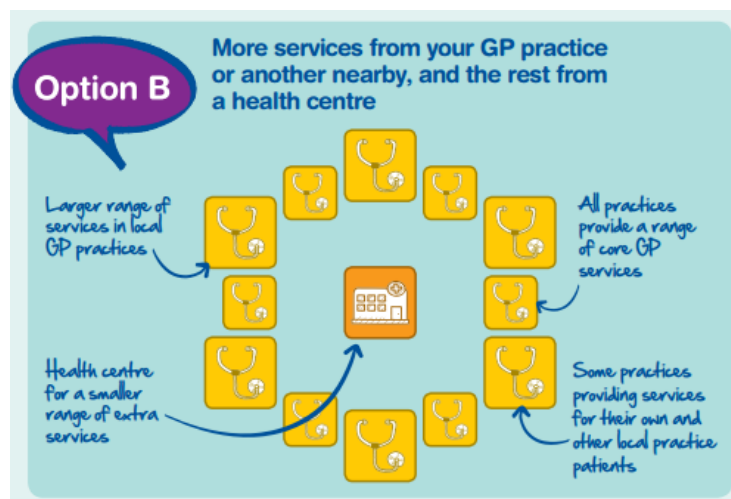 Option B
More services from your GP practice
or another nearby, and the rest from
a health centre
Larger range of
services in local
GP practices
All practices
provide a range
of core GP
services
Health centre
for a smaller
range of extra
services
Some practices
providing services
for their own and
other local practice
patients